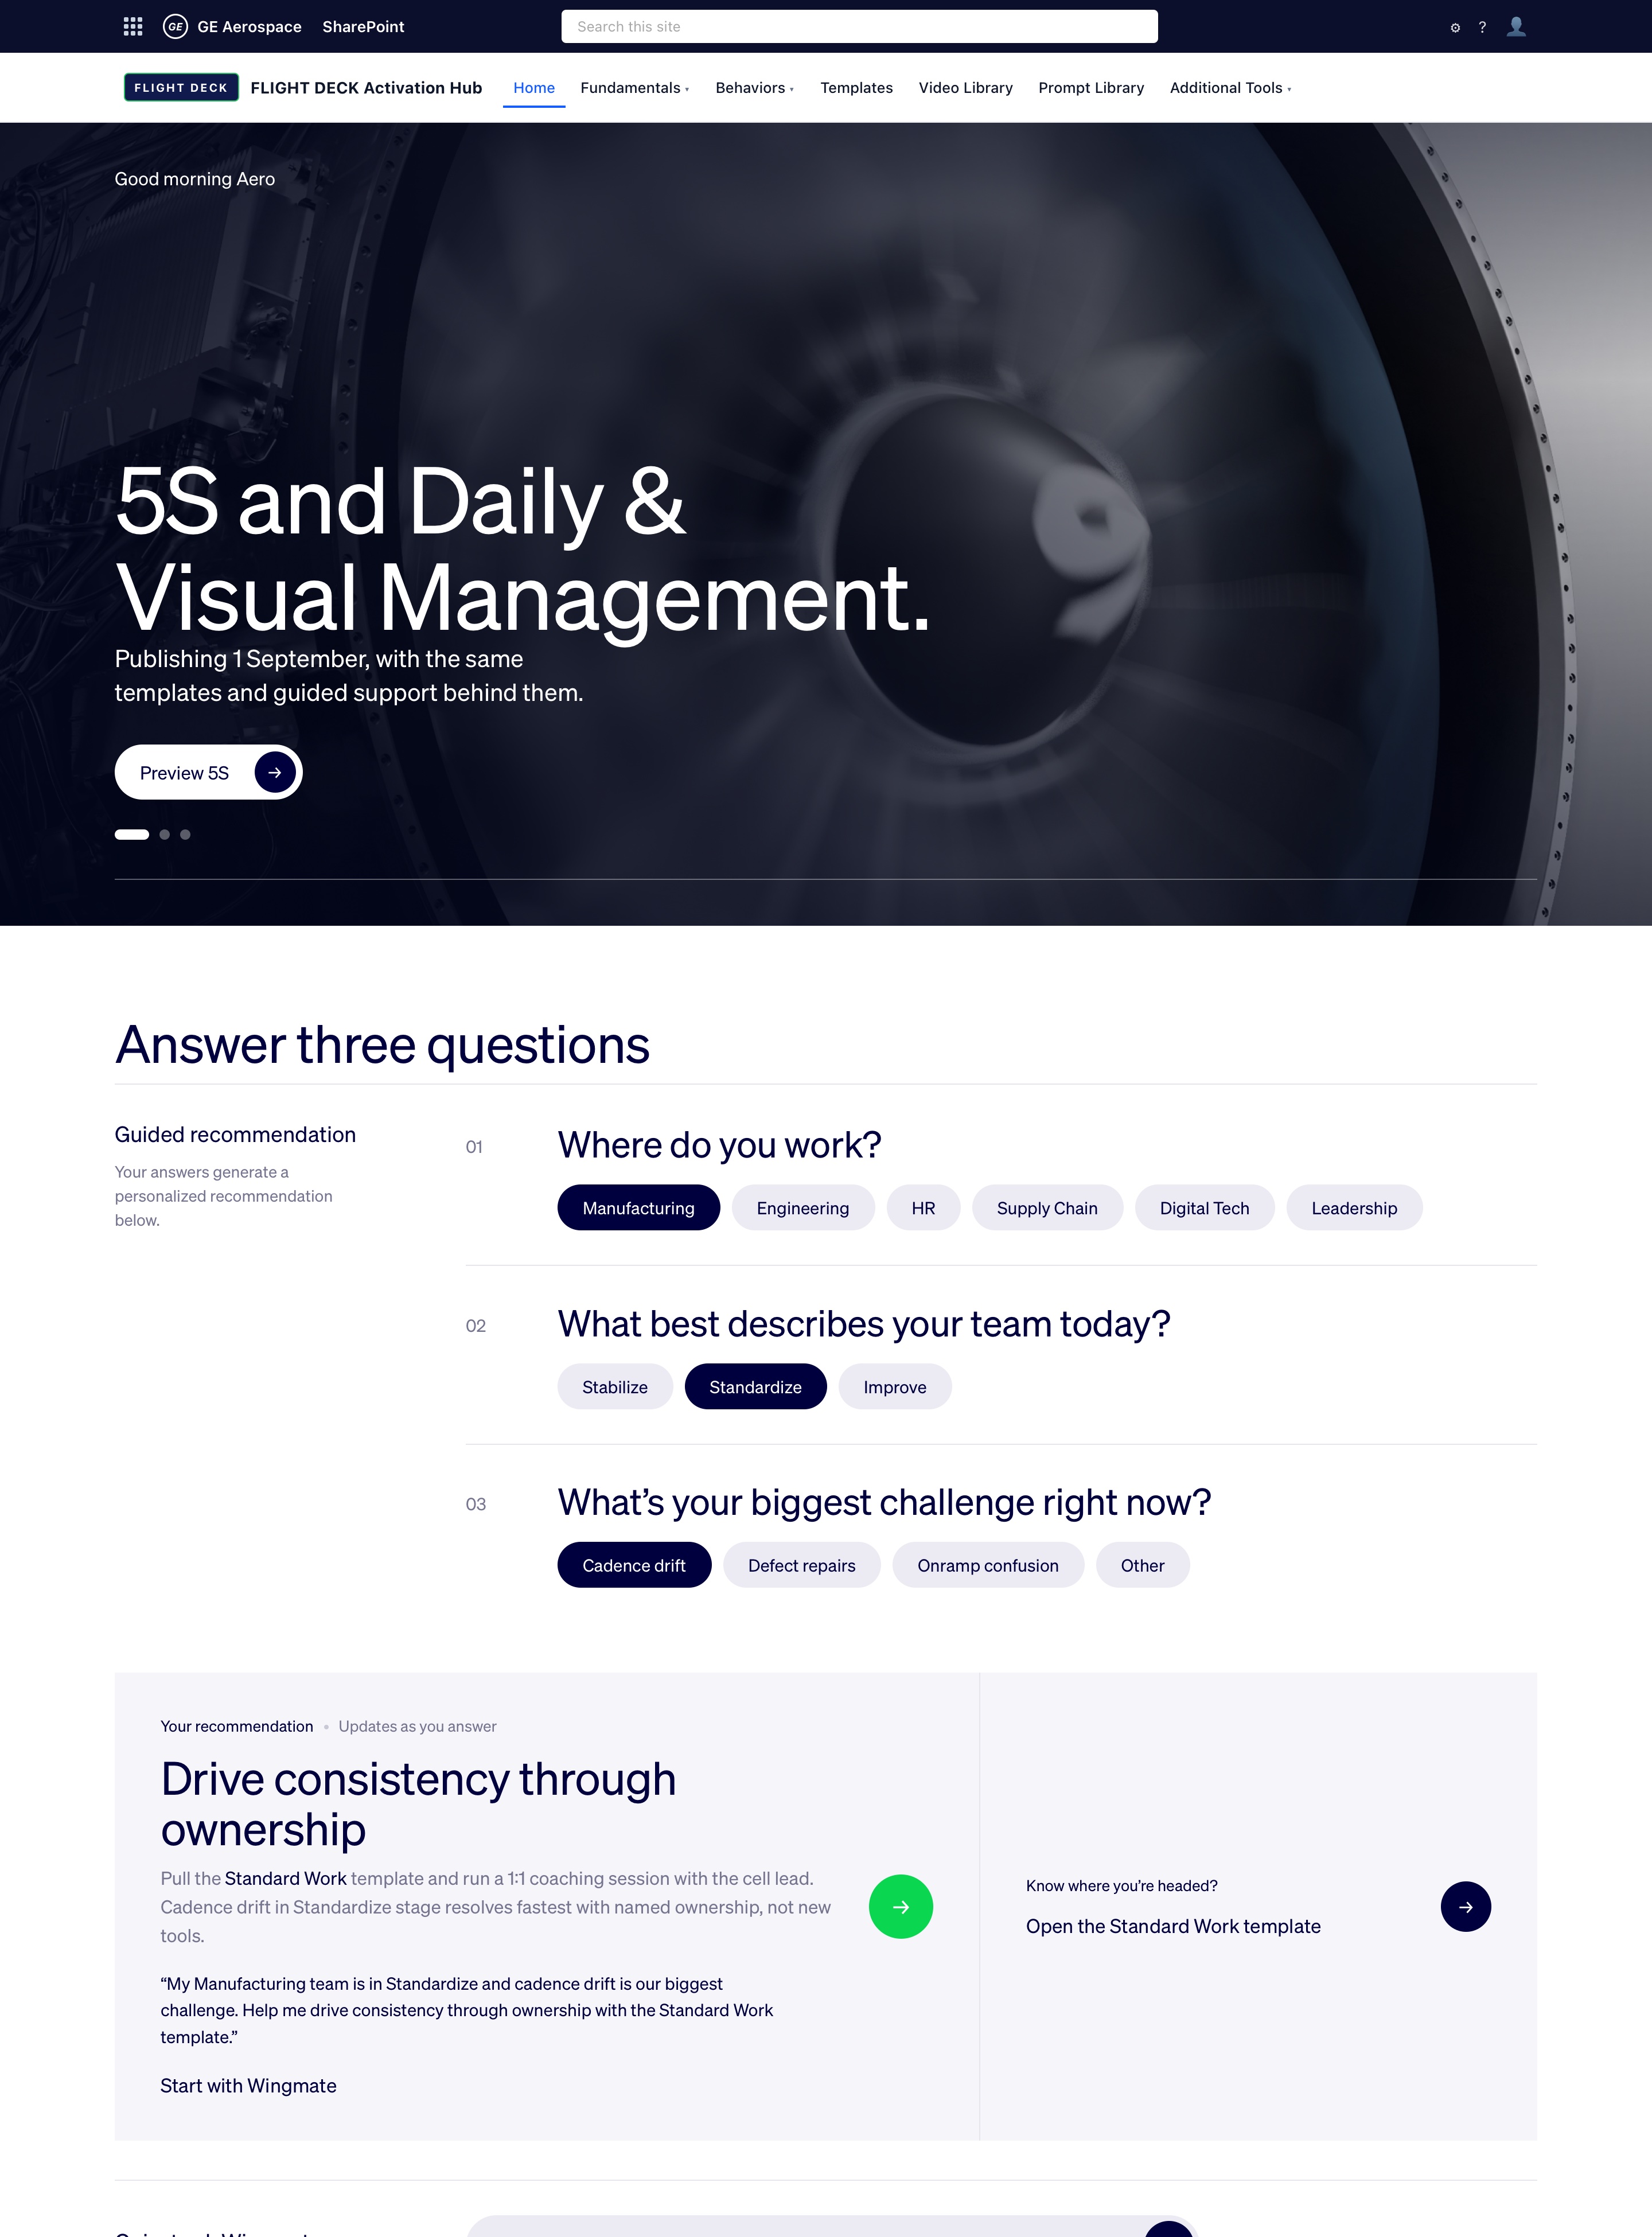 GE GE Aerospace SharePoint Search this site ?
FLIGHT DECK FLIGHT DECK Activation Hub Home Fundamentals Behaviors Templates Video Library Prompt Library Additional Tools
Good morning Aero
5S and Daily &
Visual Management.
Publishing 1 September, with the same
templates and guided support behind them.
Preview 5S
Answer three questions
Guided recommendation
Your answers generate a
personalized recommendation
below.
01 Where do you work?
Manufacturing Engineering HR Supply Chain Digital Tech Leadership
02 What best describes your team today?
Stabilize Standardize Improve
03 What’s your biggest challenge right now?
Cadence drift Defect repairs Onramp confusion Other
Your recommendation • Updates as you answer
Drive consistency through
ownership
Pull the Standard Work template and run a 1:1 coaching session with the cell lead.
Cadence drift in Standardize stage resolves fastest with named ownership, not new
tools.
“My Manufacturing team is in Standardize and cadence drift is our biggest
challenge. Help me drive consistency through ownership with the Standard Work
template.”
Start with Wingmate
Know where you’re headed?
Open the Standard Work template